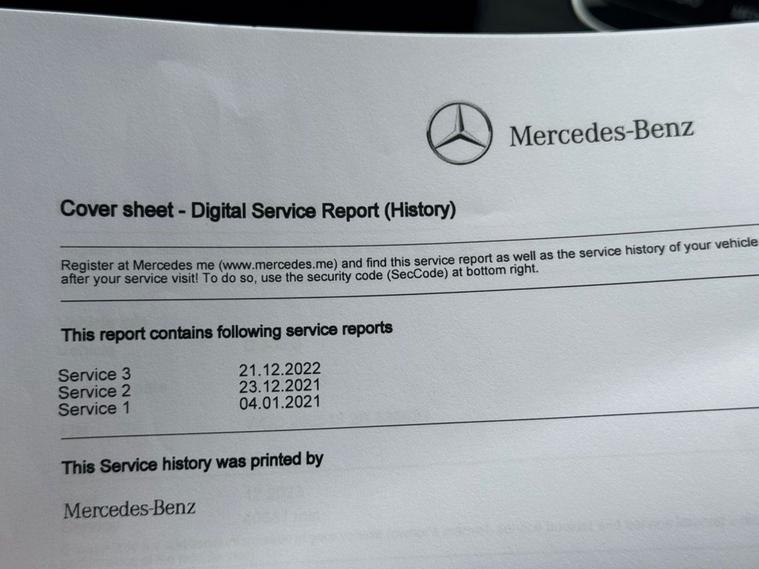 Mercedes-Benz
Cover sheet - Digital Service Report (History)
Register at Mercedes me (www.mercedes.me) and find this service report as well as the service history of your vehicle
after your service visit! To do so, use the security code (SecCode) at bottom right.
This report contains following service reports
Service 3 21.12.2022
Service 2 23.12.2021
Service 1 04.01.2021
This Service history was printed by
Mercedes-Benz